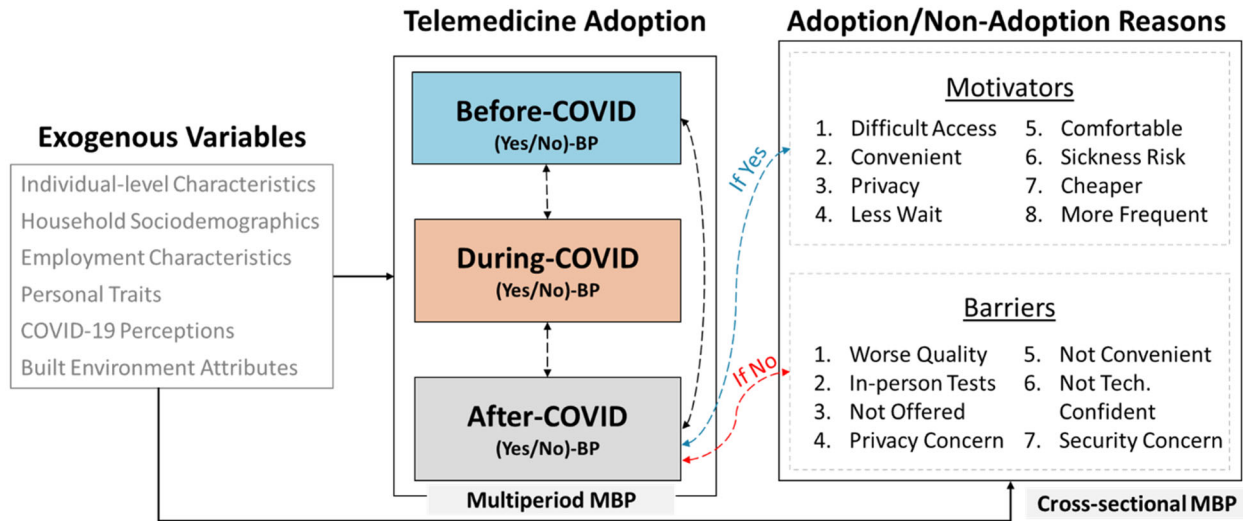 Exogenous Variables
Individual-level Characteristics
Household Sociodemographics
Employment Characteristics
Personal Traits
COVID-19 Perceptions
Built Environment Attributes
Telemedicine Adoption
Before-COVID
(Yes/No)-BP
During-COVID
(Yes/No)-BP
After-COVID
(Yes/No)-BP
Multiperiod MBP
If Yes
If No
Adoption/Non-Adoption Reasons
Motivators
1. Difficult Access
2. Convenient
3. Privacy
4. Less Wait
5. Comfortable
6. Sickness Risk
7. Cheaper
8. More Frequent
Barriers
1. Worse Quality
2. In-person Tests
3. Not Offered
4. Privacy Concern
5. Not Convenient
6. Not Tech.
Confident
7. Security Concern
Cross-sectional MBP